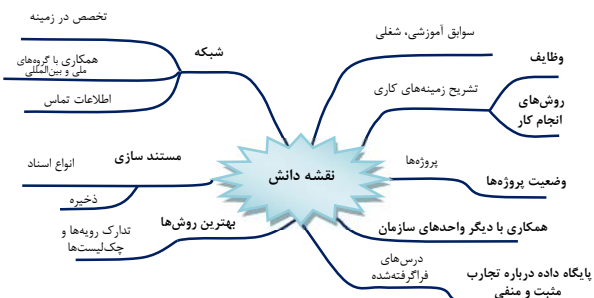 نقشه دانش
سوابق آموزشی، شغلی
تشریح زمینه‌های کاری
وظایف
روش‌های
انجام کار
پروژه‌ها
وضعیت پروژه‌ها
همکاری با دیگر واحدهای سازمان
درس‌های
فراگرفته‌شده
پایگاه داده درباره تجارب
مثبت و منفی
شبکه
تخصص در زمینه
همکاری با گروه‌های
ملی و بین‌المللی
اطلاعات تماس
مستند سازی
انواع اسناد
ذخیره
بهترین روش‌ها
تدارک رویه‌ها و
چک‌لیست‌ها